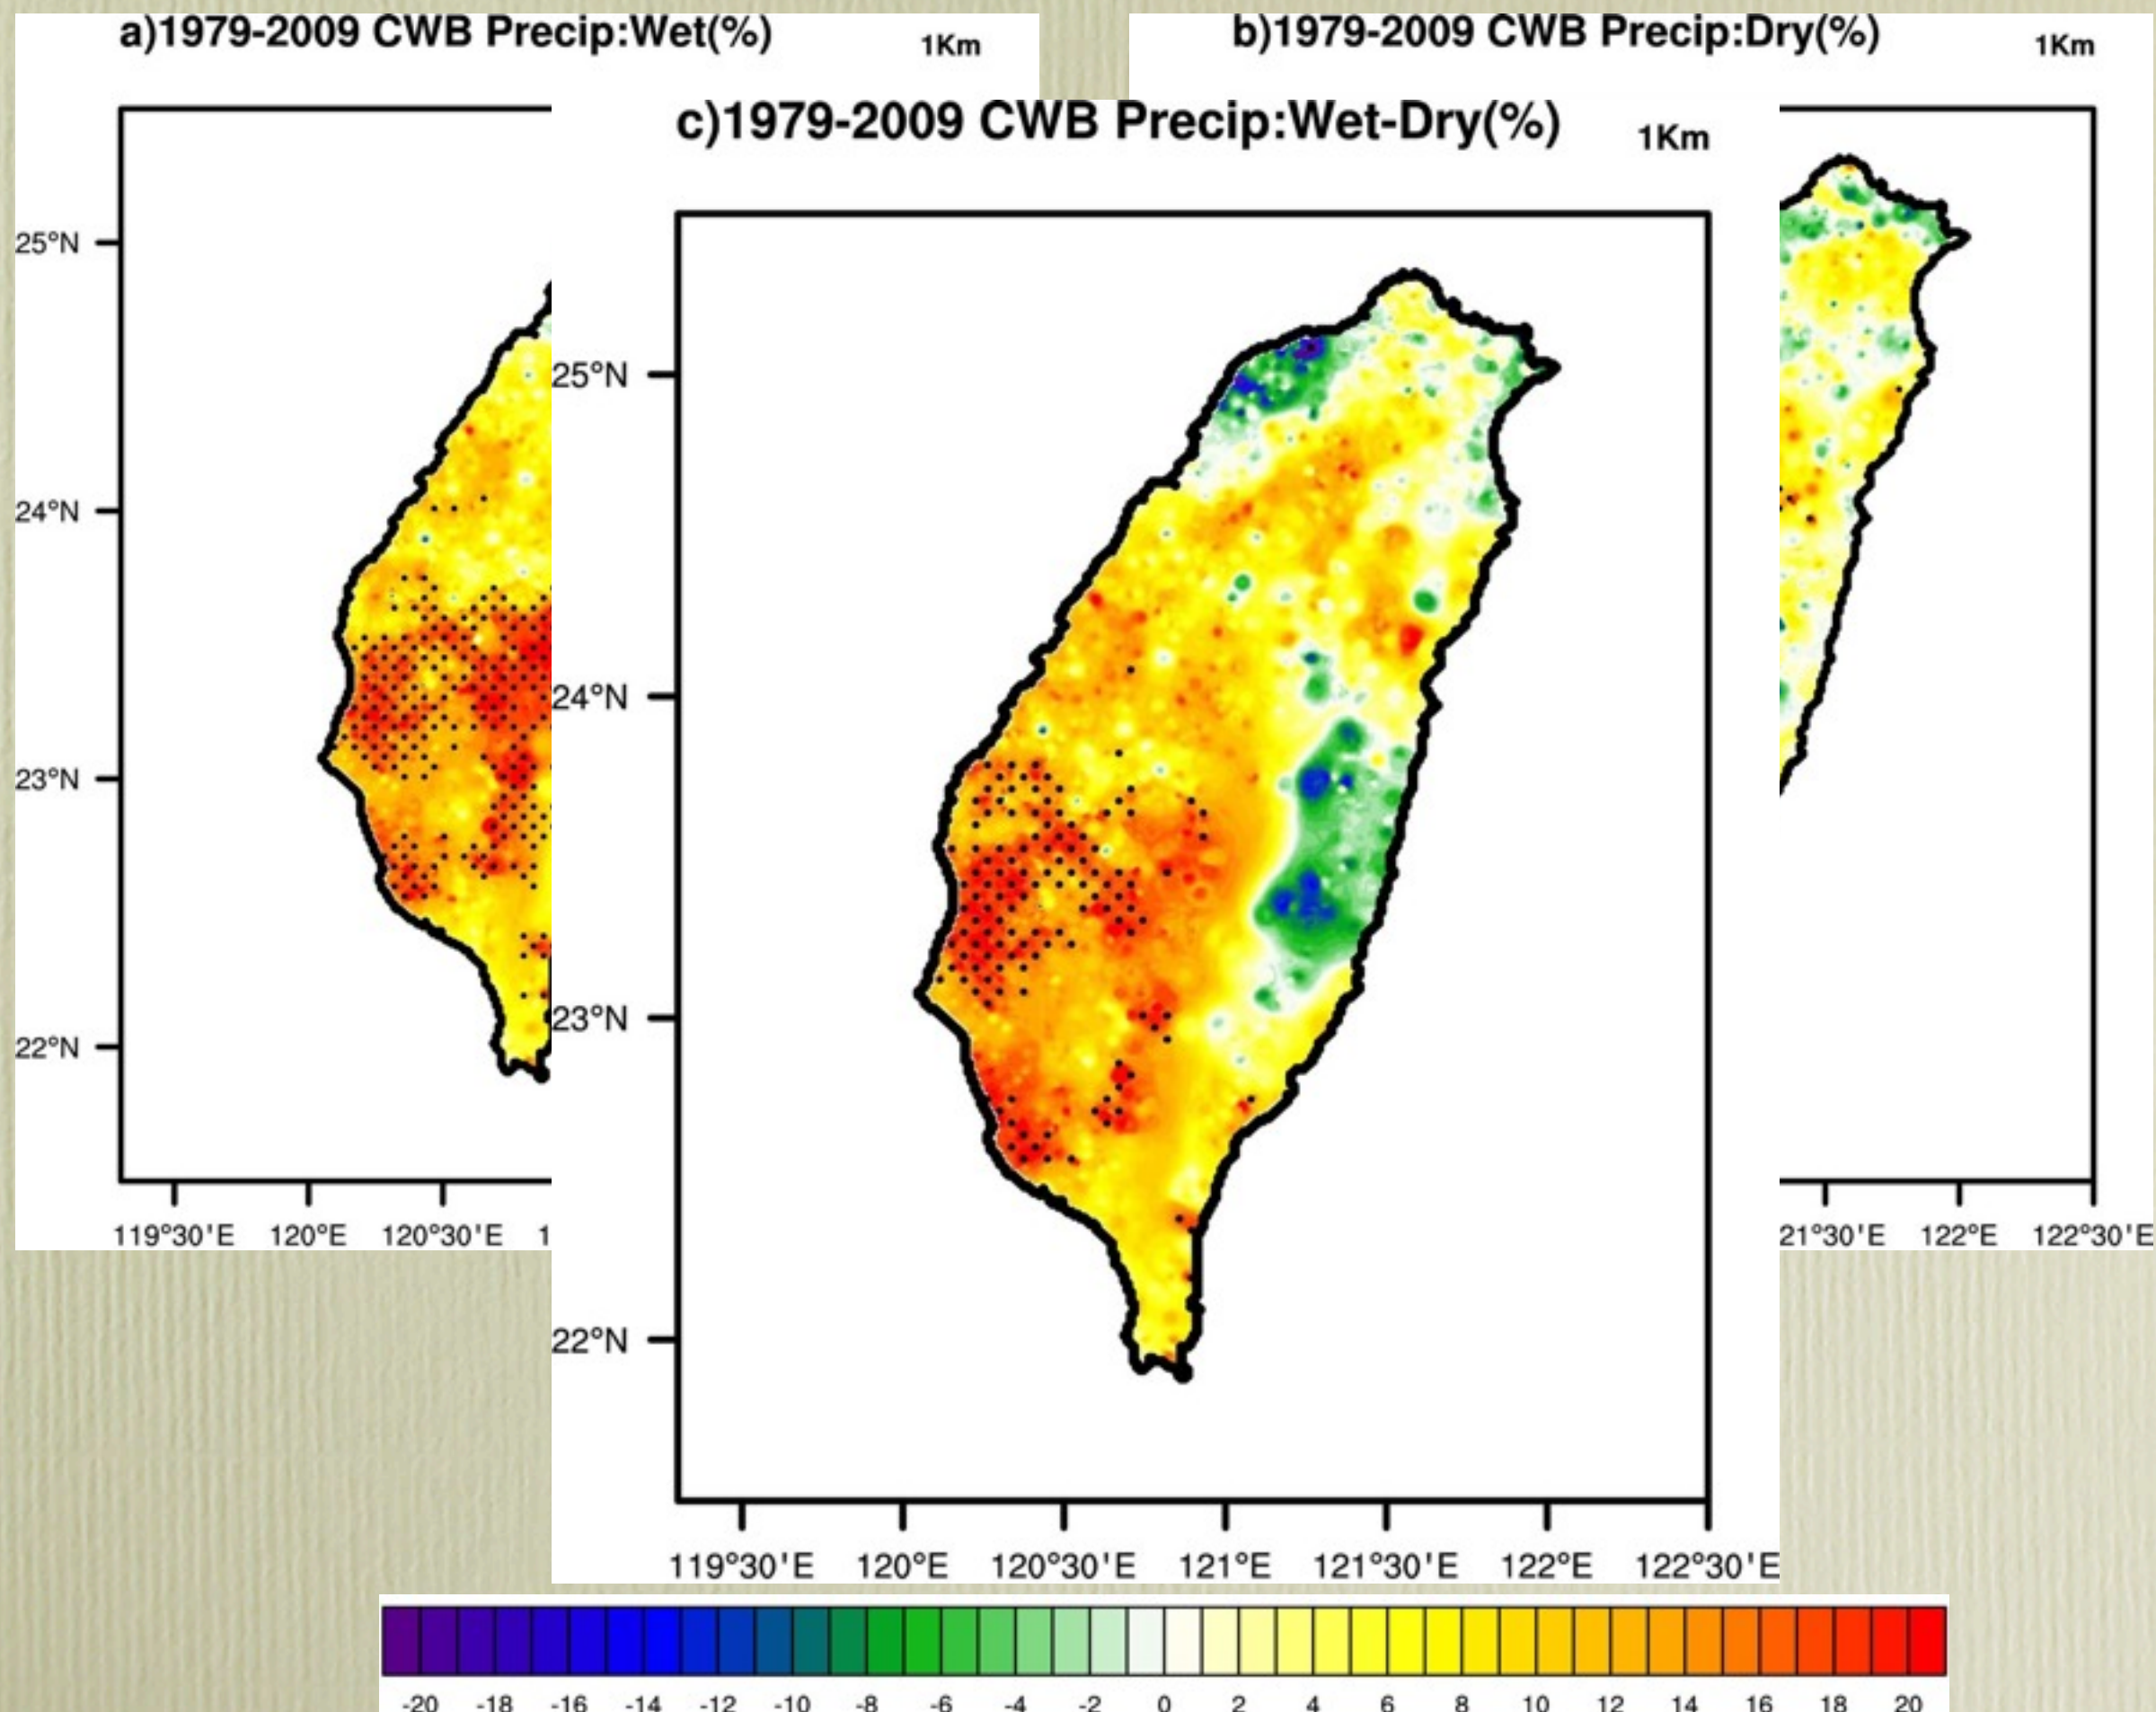 a)1979-2009 CWB Precip:Wet(%)
1Km
b)1979-2009 CWB Precip:Dry(%)
1Km
c)1979-2009 CWB Precip:Wet-Dry(%)
1Km
25°N
24°N
23°N
22°N
119°30'E 120°E 120°30'E 1
25°N
24°N
23°N
22°N
119°30'E 120°E 120°30'E 121°E 121°30'E 122°E 122°30'E
21°30'E 122°E 122°30'E
-20 -18 -16 -14 -12 -10 -8 -6 -4 -2 0 2 4 6 8 10 12 14 16 18 20